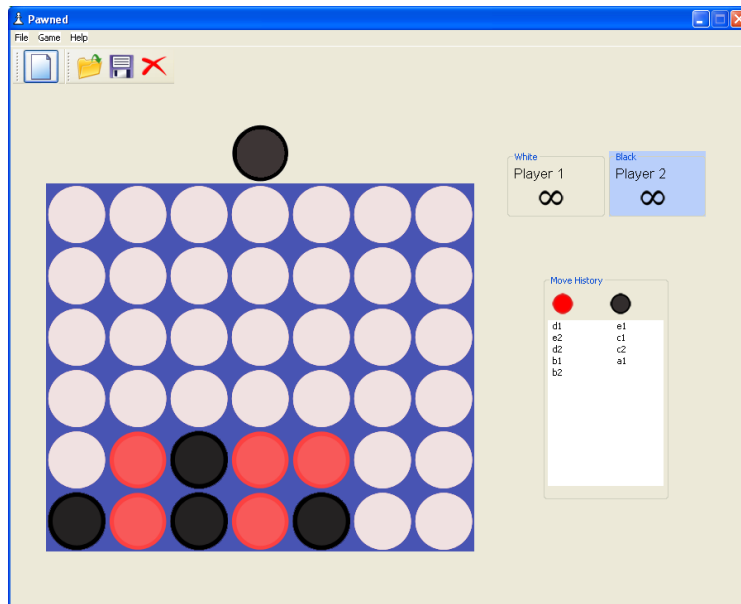 Pawned
File Game Help
White
Player 1
∞
Black
Player 2
∞
Move History
d1 e1
e2 c1
d2 c2
b1 a1
b2